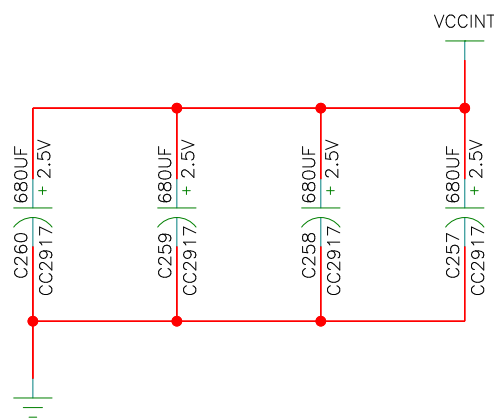 VCCINT
680UF
+ 2.5V
C260
CC2917
680UF
+ 2.5V
C259
CC2917
680UF
+ 2.5V
C258
CC2917
680UF
+ 2.5V
C257
CC2917